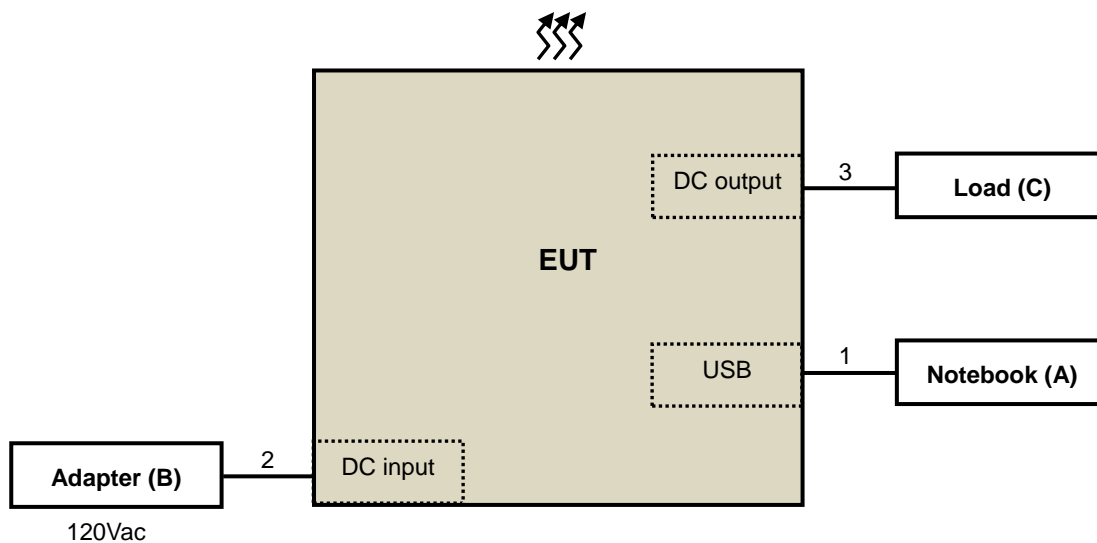 DC output
3
Load (C)
EUT
USB
1
Notebook (A)
Adapter (B)
2
DC input
120Vac